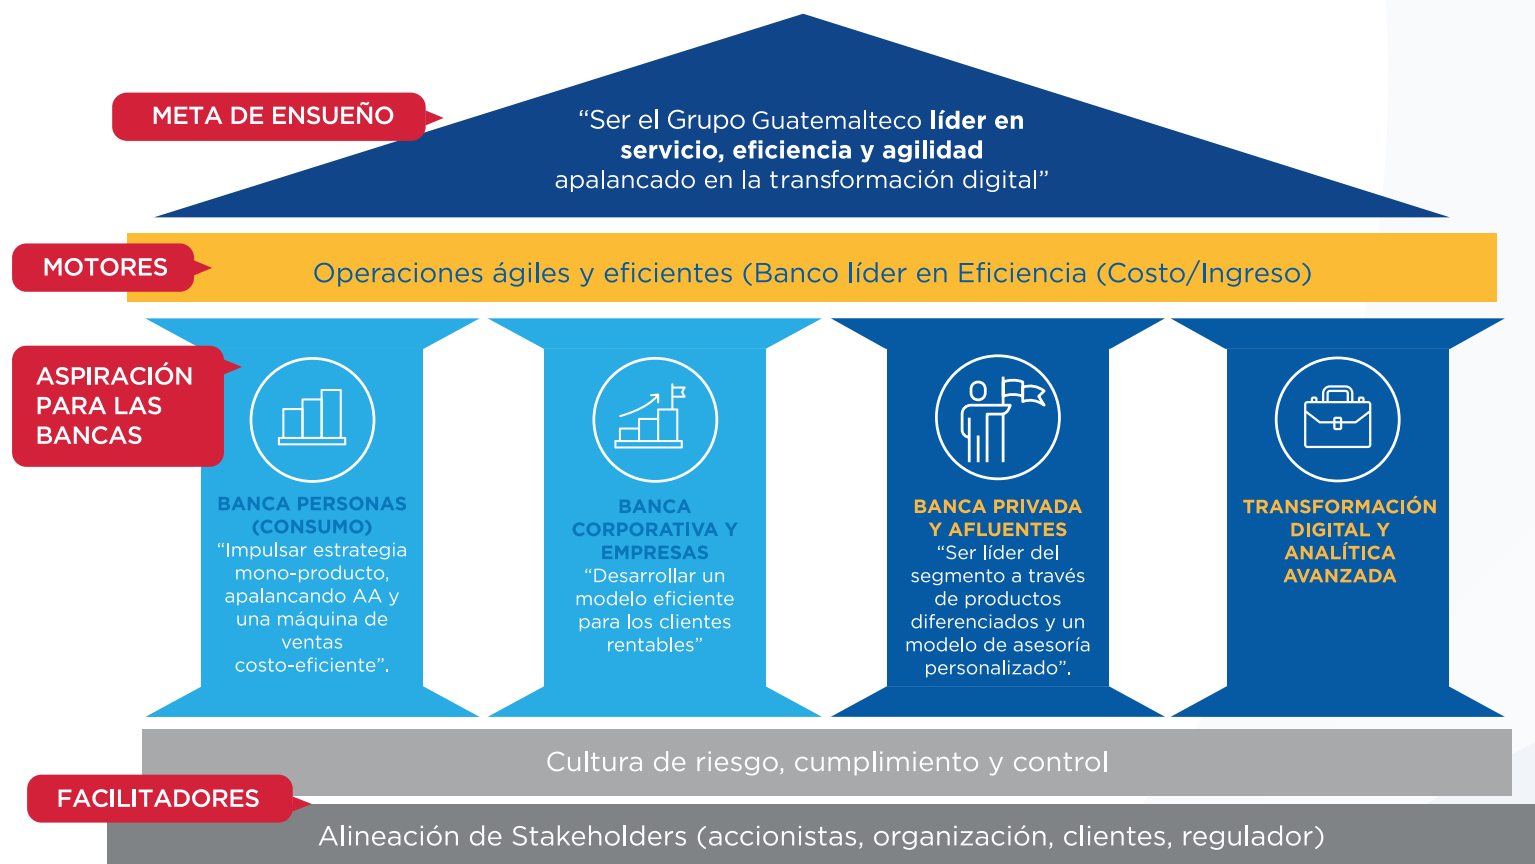 META DE ENSUEÑO
“Ser el Grupo Guatemalteco líder en
servicio, eficiencia y agilidad
apalancado en la transformación digital”
MOTORES
Operaciones ágiles y eficientes (Banco líder en Eficiencia (Costo/Ingreso)
ASPIRACIÓN
PARA LAS
BANCAS
BANCA PERSONAS
(CONSUMO)
“Impulsar estrategia
mono-producto,
apalancando AA y
una máquina de
ventas
costo-eficiente”.
BANCA
CORPORATIVA Y
EMPRESAS
“Desarrollar un
modelo eficiente
para los clientes
rentables”
BANCA PRIVADA
Y AFLUENTES
“Ser líder del
segmento a través
de productos
diferenciados y un
modelo de asesoría
personalizado”.
TRANSFORMACIÓN
DIGITAL Y
ANALÍTICA
AVANZADA
Cultura de riesgo, cumplimiento y control
FACILITADORES
Alineación de Stakeholders (accionistas, organización, clientes, regulador)